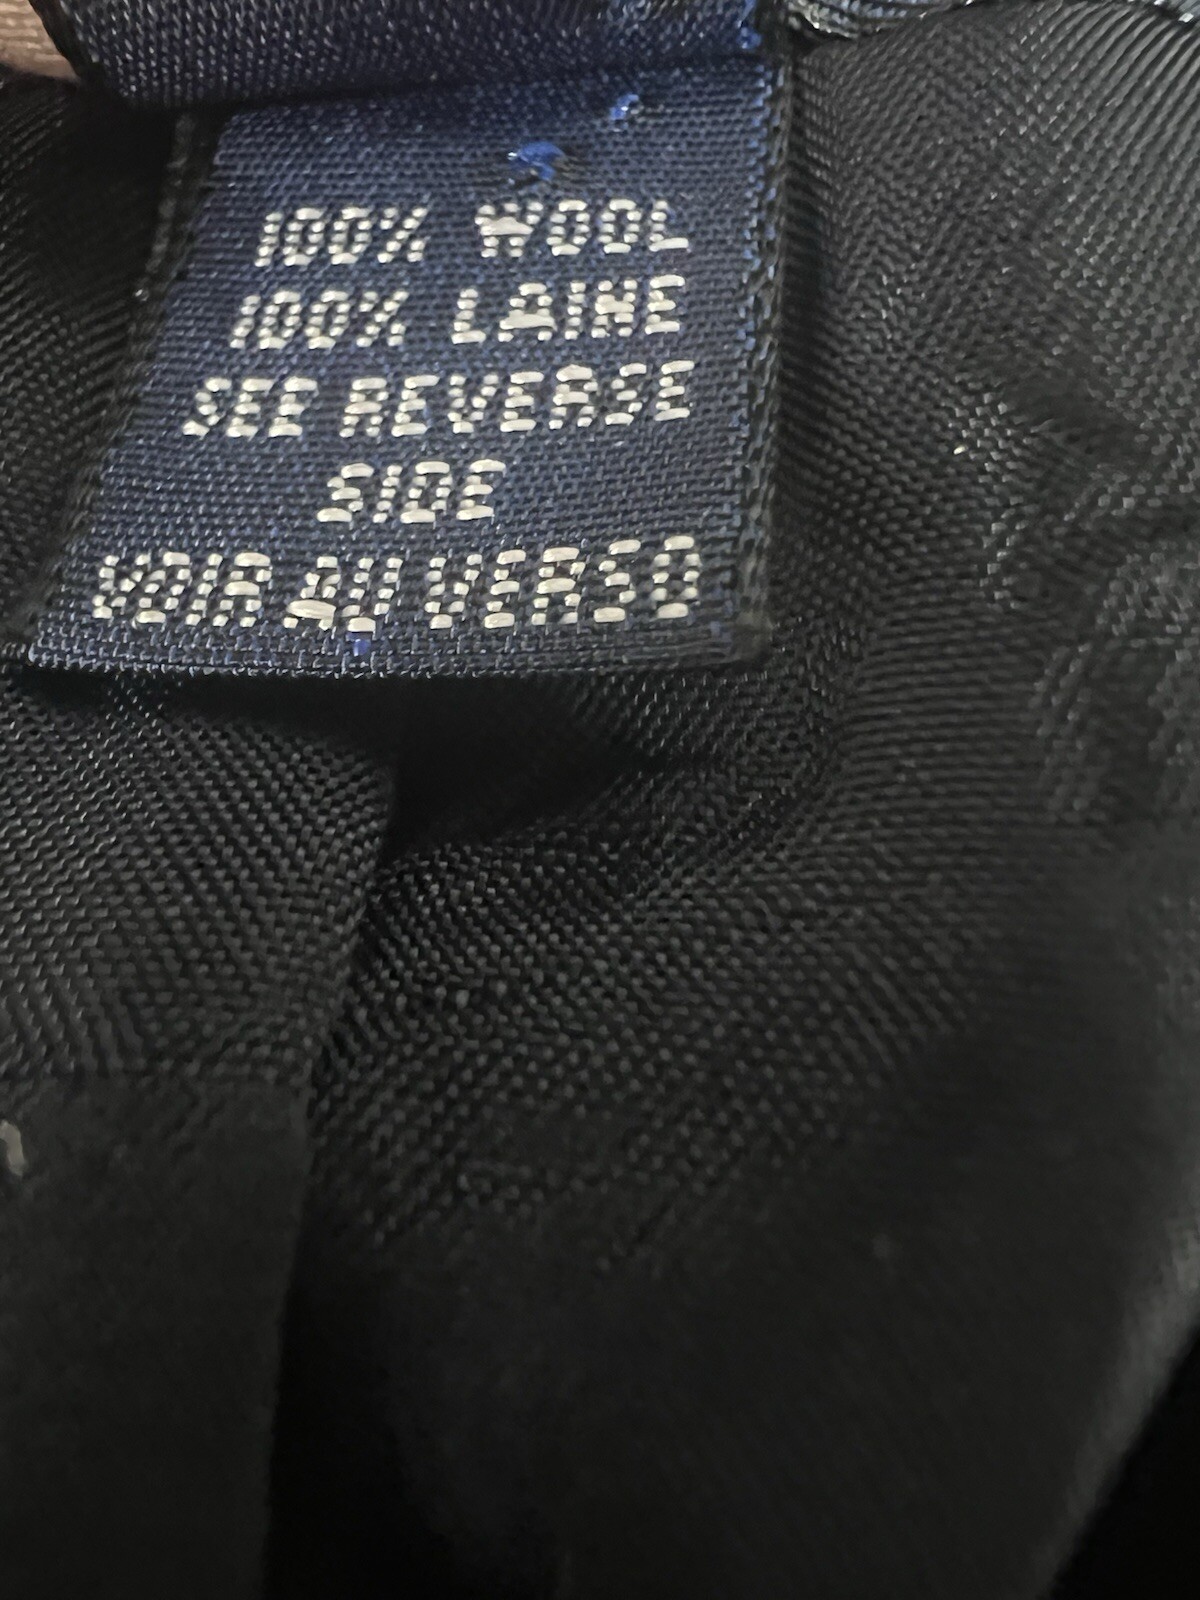 100% WOOL
100% LAINE
SEE REVERSE
SIDE
VOIR AU VERSO